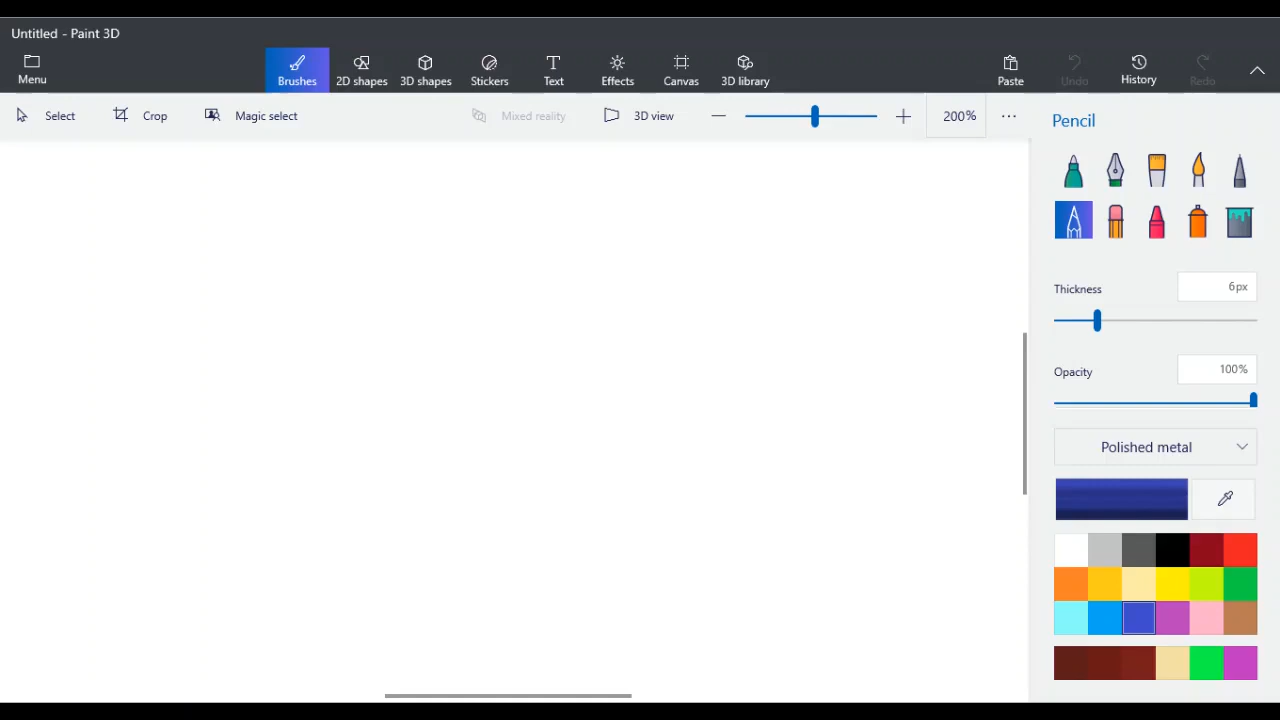 Untitled - Paint 3D
Menu
Brushes
2D shapes
3D shapes
Stickers
Text
Effects
Canvas
3D library
Paste
Undo
History
Redo
Select
Crop
Magic select
Mixed reality
3D view
200%
Pencil
Thickness
6px
Opacity
100%
Polished metal